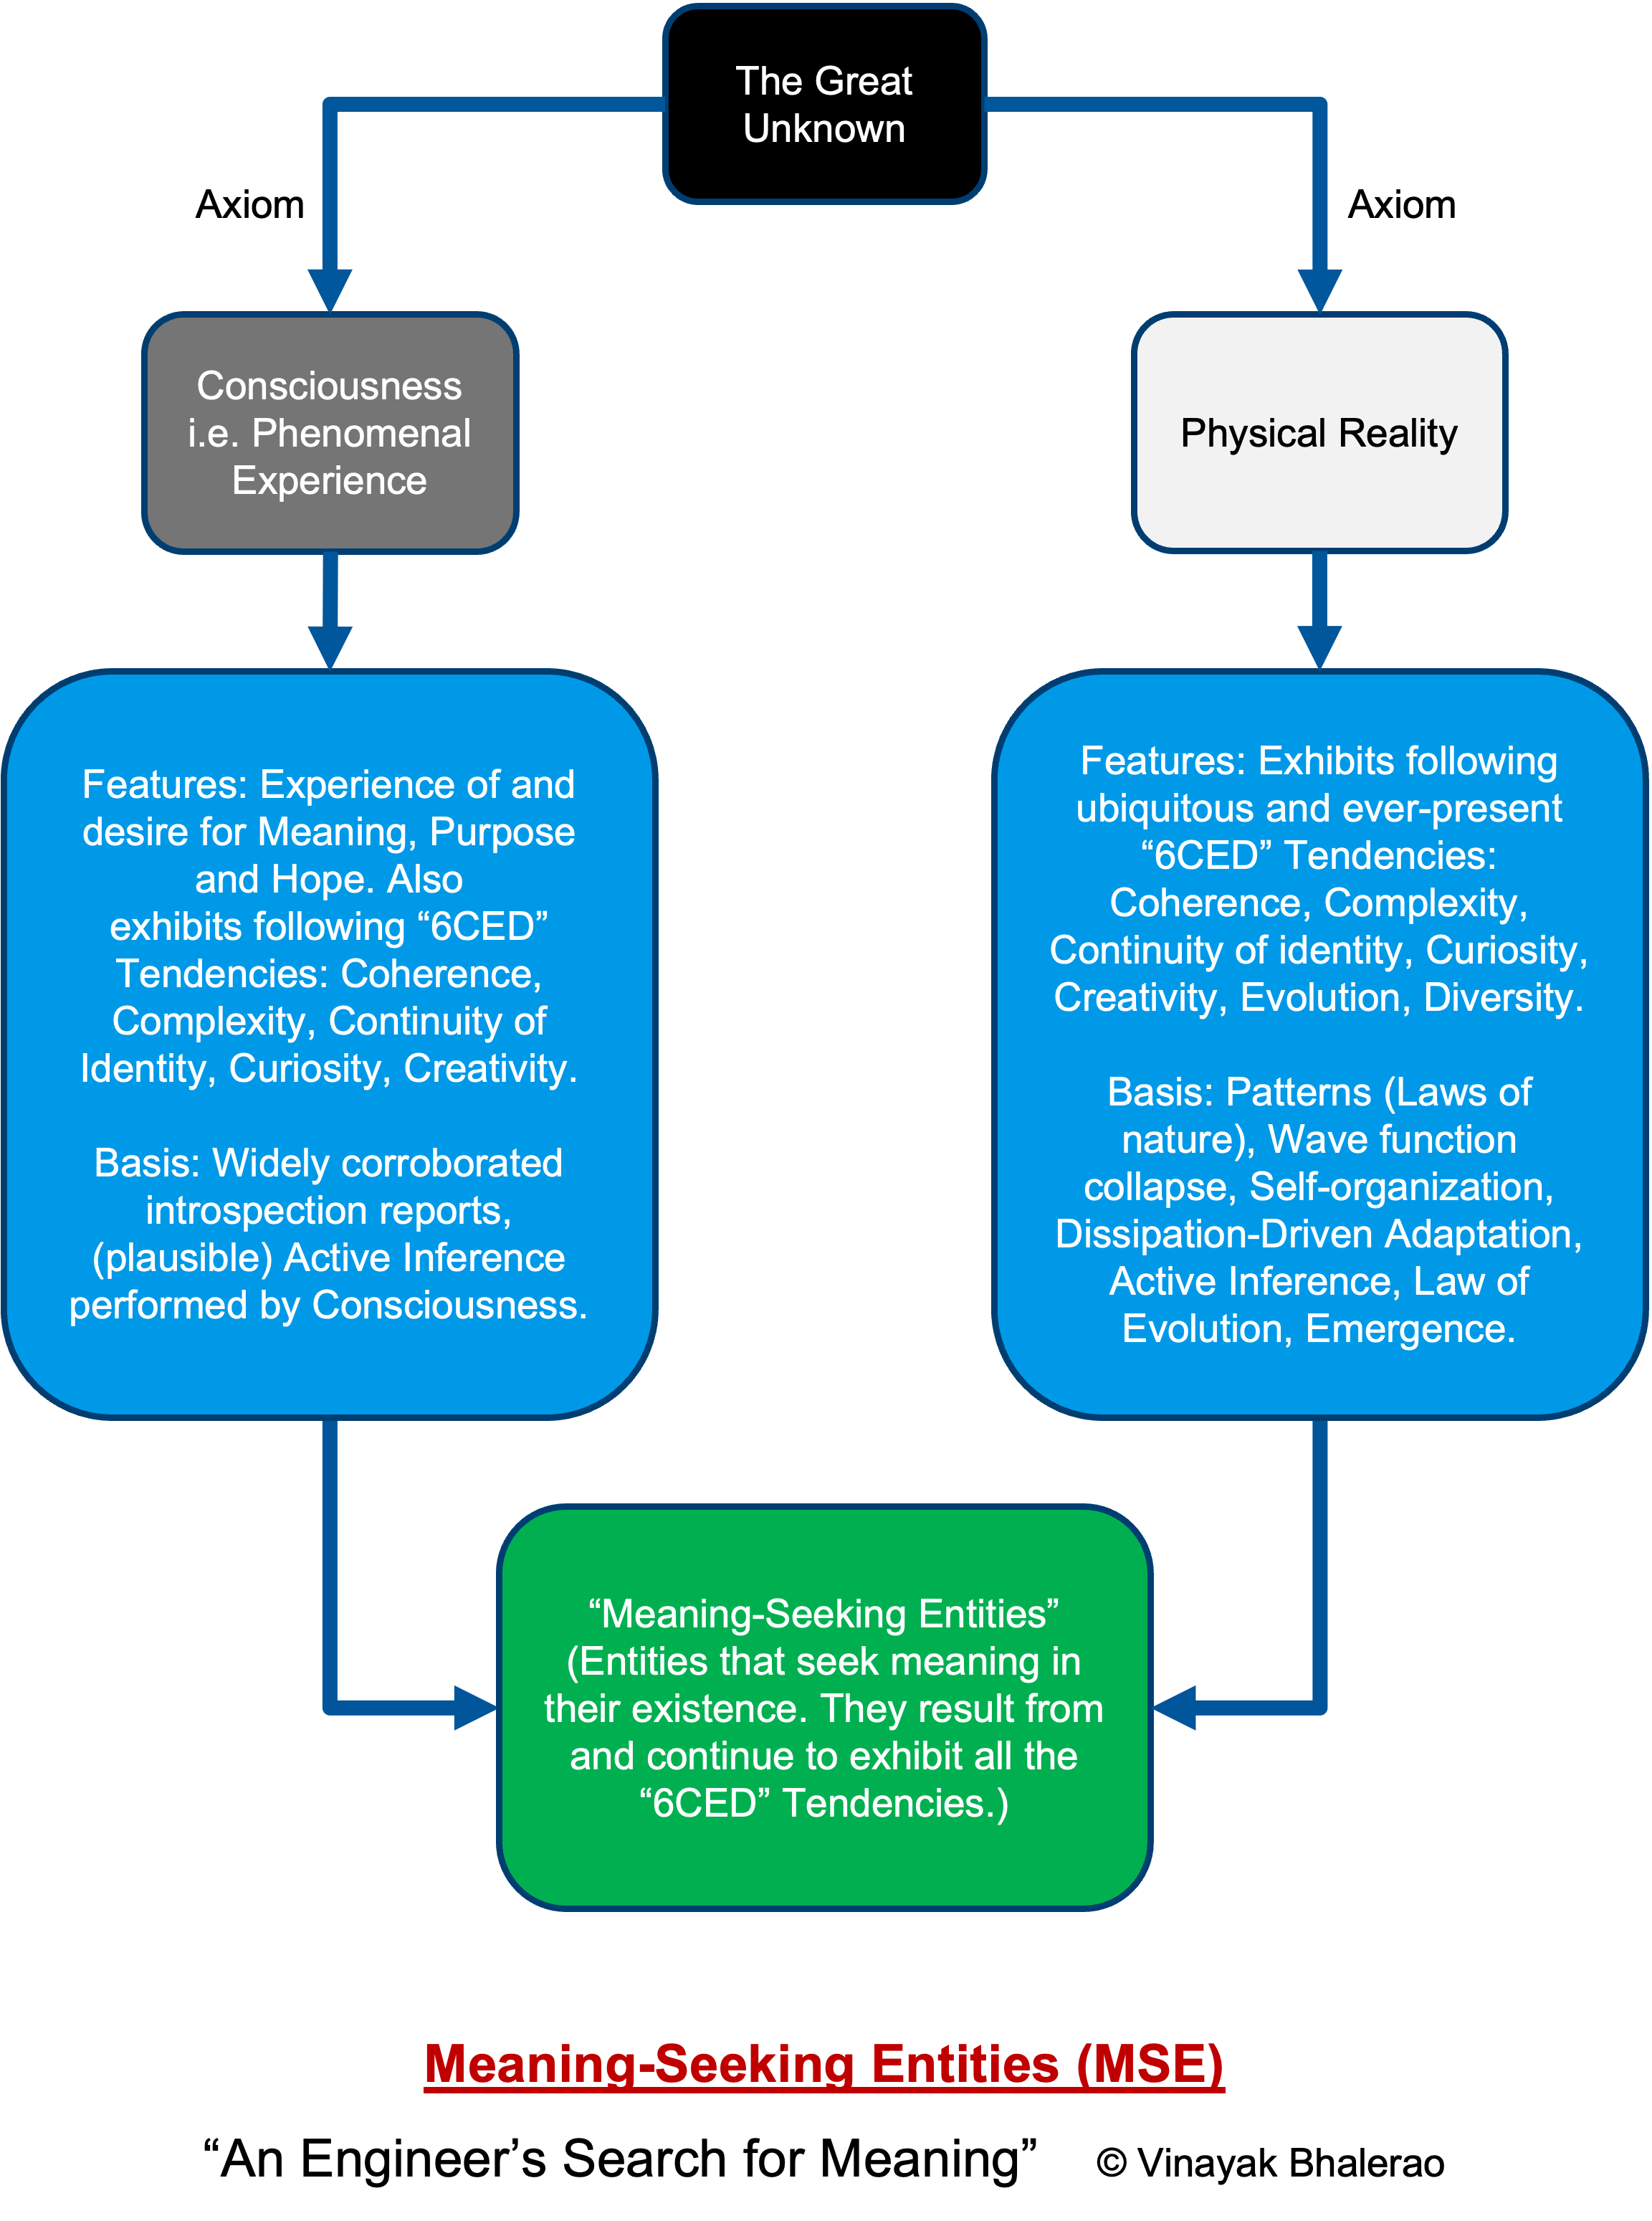 The Great
Unknown
Axiom
Axiom
Consciousness
i.e. Phenomenal
Experience
Physical Reality
Features: Experience of and
desire for Meaning, Purpose
and Hope. Also
exhibits following “6CED”
Tendencies: Coherence,
Complexity, Continuity of
Identity, Curiosity, Creativity.
Basis: Widely corroborated
introspection reports,
(plausible) Active Inference
performed by Consciousness.
Features: Exhibits following
ubiquitous and ever-present
“6CED” Tendencies:
Coherence, Complexity,
Continuity of identity, Curiosity,
Creativity, Evolution, Diversity.
Basis: Patterns (Laws of
nature), Wave function
collapse, Self-organization,
Dissipation-Driven Adaptation,
Active Inference, Law of
Evolution, Emergence.
“Meaning-Seeking Entities”
(Entities that seek meaning in
their existence. They result from
and continue to exhibit all the
“6CED” Tendencies.)
Meaning-Seeking Entities (MSE)
“An Engineer’s Search for Meaning” © Vinayak Bhalerao